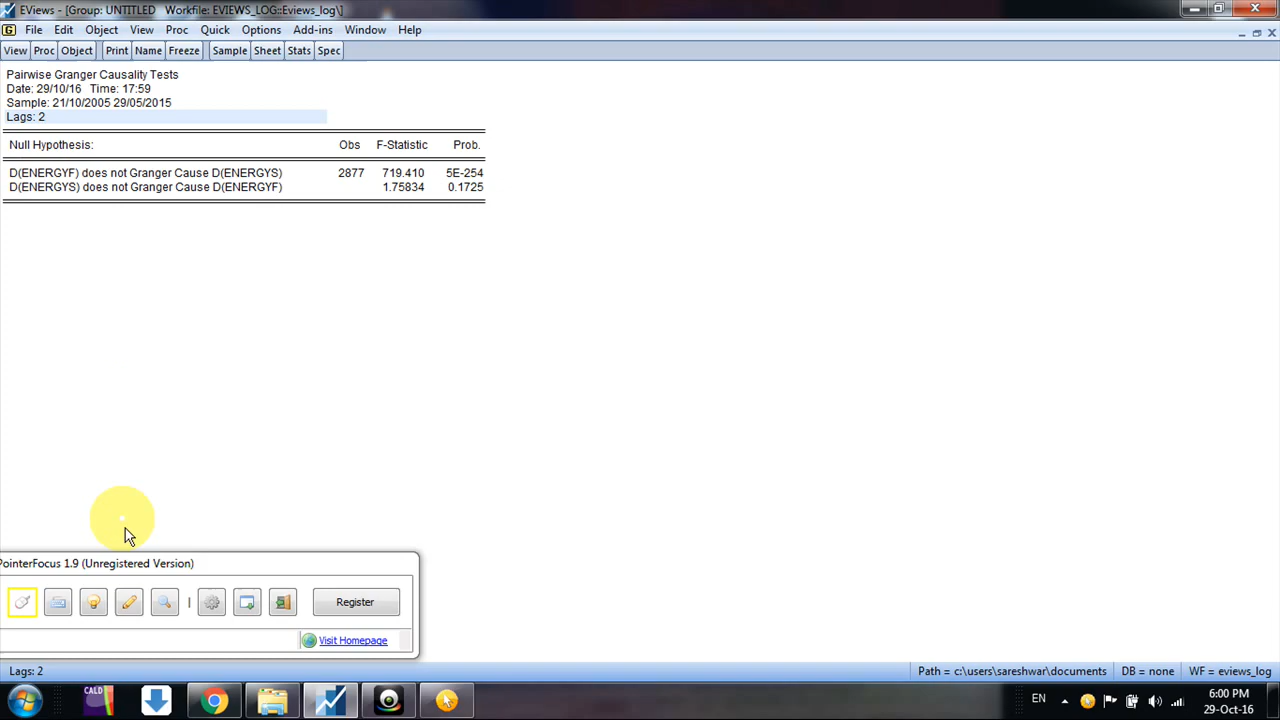 EViews - [Group: UNTITLED   Workfile: EVIEWS_LOG::Eviews_log\]
File Edit Object View Proc Quick Options Add-ins Window Help
View Proc Object Print Name Freeze Sample Sheet Stats Spec
Pairwise Granger Causality Tests
Date: 29/10/16   Time: 17:59
Sample: 21/10/2005 29/05/2015
Lags: 2
Null Hypothesis: Obs F-Statistic Prob.
D(ENERGYF) does not Granger Cause D(ENERGYS) 2877 719.410 5E-254
D(ENERGYS) does not Granger Cause D(ENERGYF) 1.75834 0.1725
PointerFocus 1.9 (Unregistered Version)
Register
Visit Homepage
Lags: 2 Path = c:\users\sareshwar\documents DB = none WF = eviews_log
CALD
EN
6:00 PM
29-Oct-16